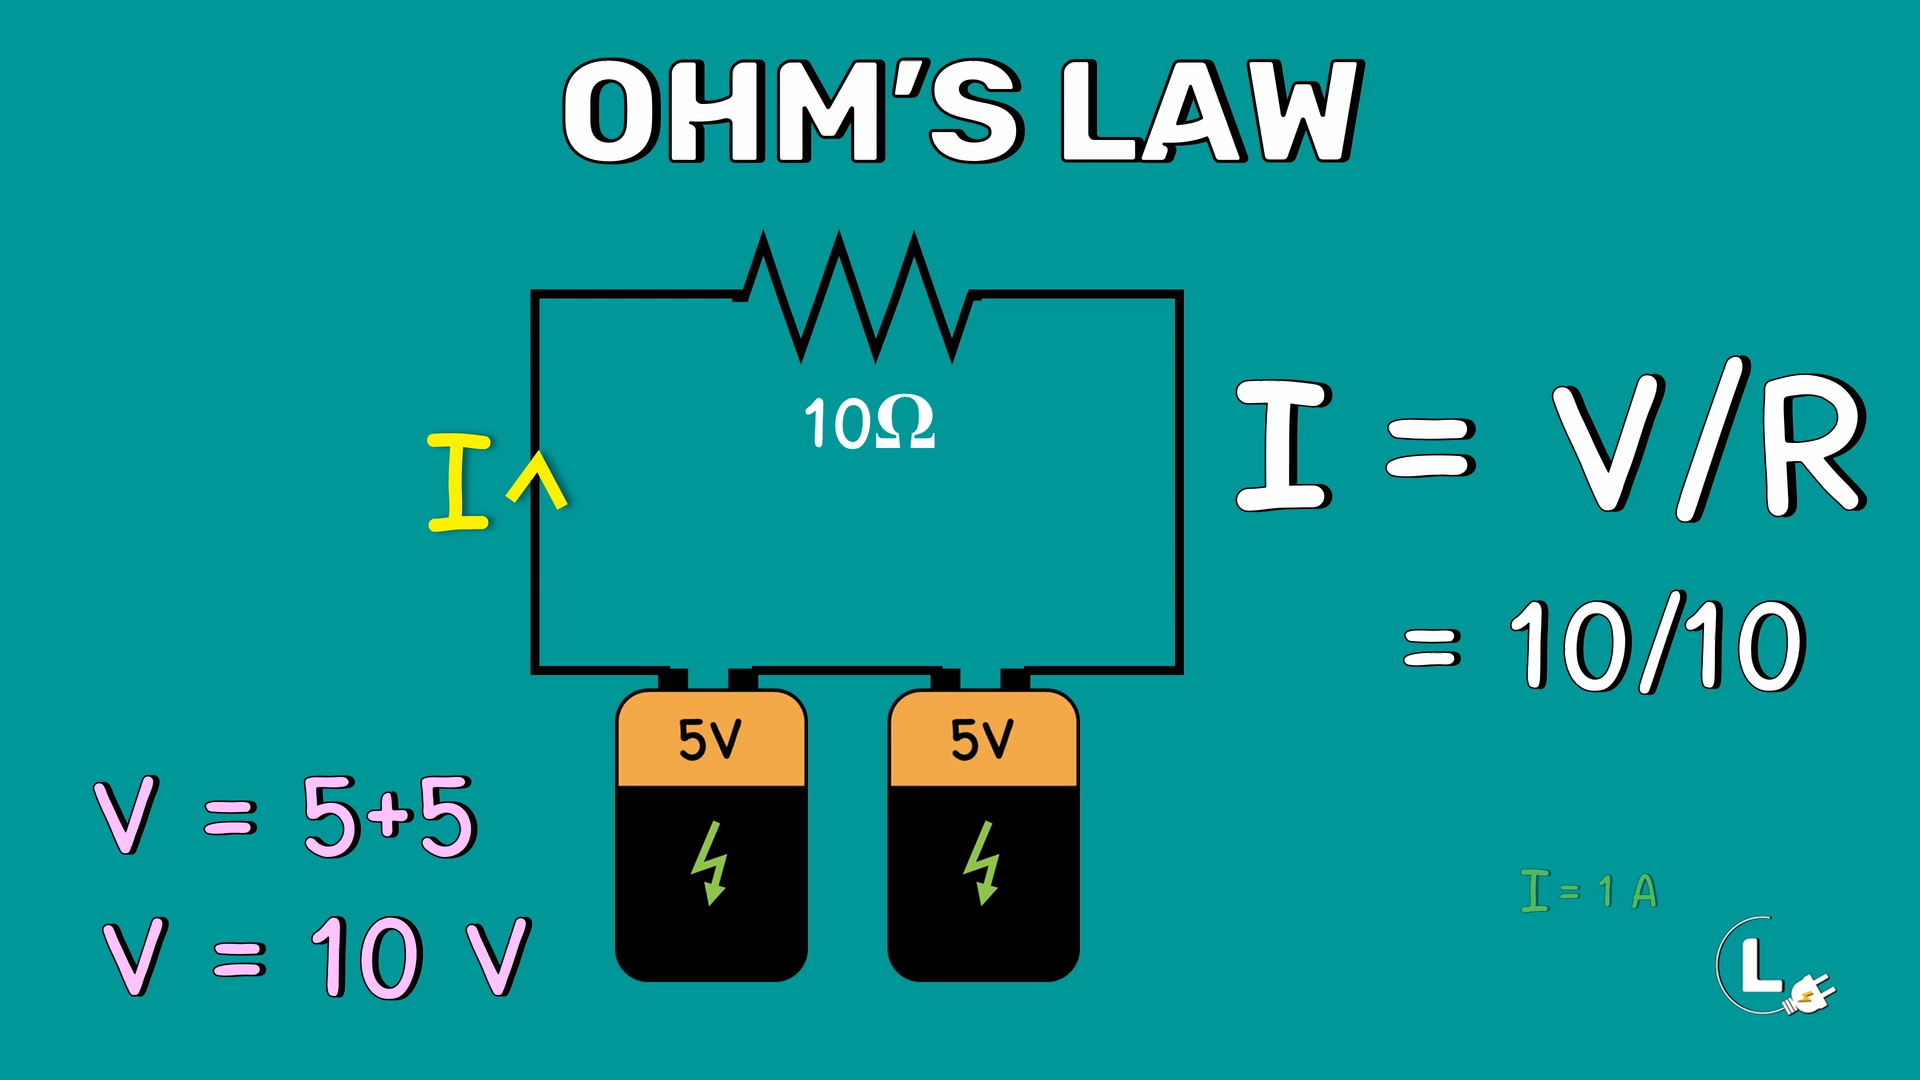 OHM'S LAW
10Ω
I
I = V/R
= 10/10
5V
5V
V = 5+5
V = 10 V
I = 1 A
L